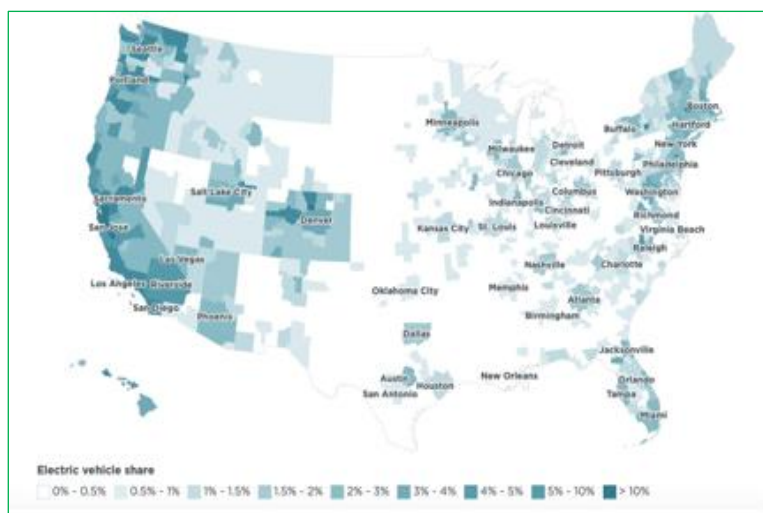 Seattle
Portland
Minneapolis
Boston
Buffalo
Hartford
Milwaukee
Detroit
New York
Chicago
Cleveland
Philadelphia
Pittsburgh
Salt Lake City
Columbus
Washington
Sacramento
Indianapolis
Denver
Cincinnati
Richmond
San Jose
Kansas City
St. Louis
Louisville
Virginia Beach
Raleigh
Las Vegas
Nashville
Charlotte
Los Angeles
Riverside
Oklahoma City
Memphis
Atlanta
San Diego
Phoenix
Birmingham
Dallas
Jacksonville
Austin
Houston
New Orleans
Orlando
San Antonio
Tampa
Miami
Electric vehicle share
0% - 0.5% 0.5% - 1% 1% - 1.5% 1.5% - 2% 2% - 3% 3% - 4% 4% - 5% 5% - 10% > 10%